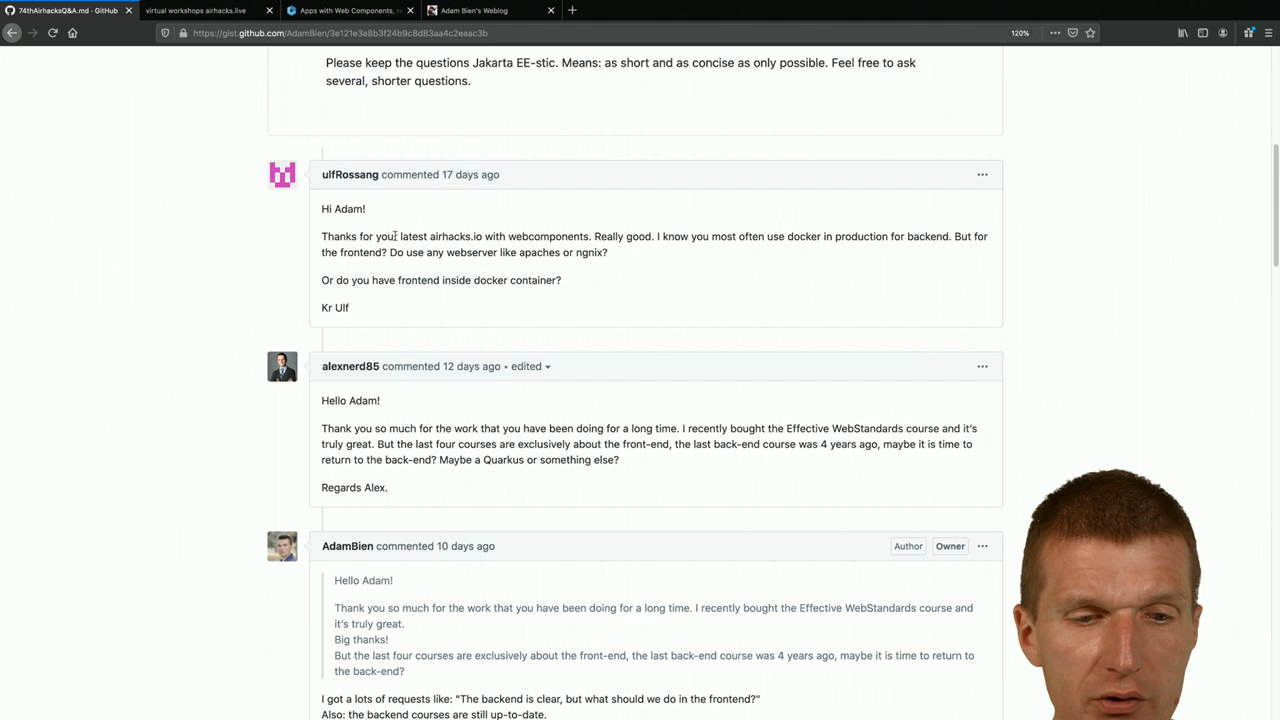 74thAirhacksQ&A.md · GitHub
virtual workshops airhacks.live
Apps with Web Components, r
Adam Bien's Weblog
https://gist.github.com/AdamBien/3e121e3a8b3f24b9c8d83aa4c2eaac3b
120%
Please keep the questions Jakarta EE-stic. Means: as short and as concise as only possible. Feel free to ask
several, shorter questions.
ulfRossang commented 17 days ago
Hi Adam!
Thanks for your latest airhacks.io with webcomponents. Really good. I know you most often use docker in production for backend. But for
the frontend? Do use any webserver like apaches or ngnix?
Or do you have frontend inside docker container?
Kr Ulf
alexnerd85 commented 12 days ago • edited
Hello Adam!
Thank you so much for the work that you have been doing for a long time. I recently bought the Effective WebStandards course and it's
truly great. But the last four courses are exclusively about the front-end, the last back-end course was 4 years ago, maybe it is time to
return to the back-end? Maybe a Quarkus or something else?
Regards Alex.
AdamBien commented 10 days ago
Author
Owner
Hello Adam!
Thank you so much for the work that you have been doing for a long time. I recently bought the Effective WebStandards course and
it's truly great.
Big thanks!
But the last four courses are exclusively about the front-end, the last back-end course was 4 years ago, maybe it is time to return to
the back-end?
I got a lots of requests like: "The backend is clear, but what should we do in the frontend?"
Also: the backend courses are still up-to-date.